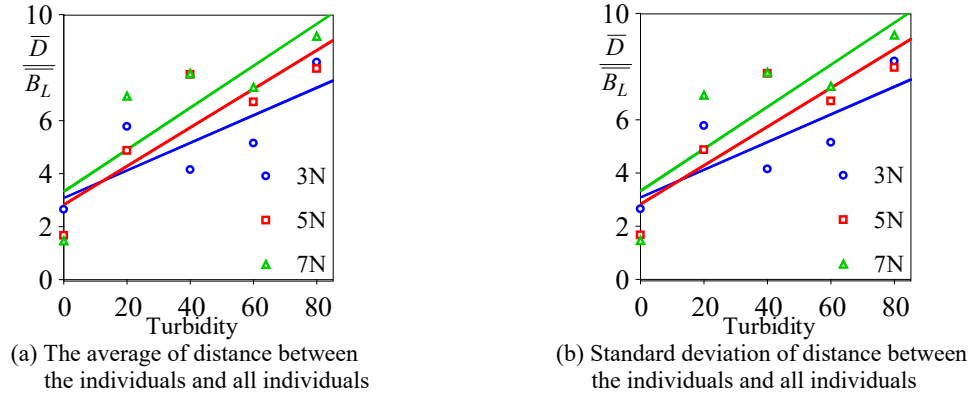 10
D
B_L
8
6
4
2
0
3N
5N
7N
0 20 40 60 80
Turbidity
(a) The average of distance between
the individuals and all individuals
10
D
B_L
8
6
4
2
0
3N
5N
7N
0 20 40 60 80
Turbidity
(b) Standard deviation of distance between
the individuals and all individuals